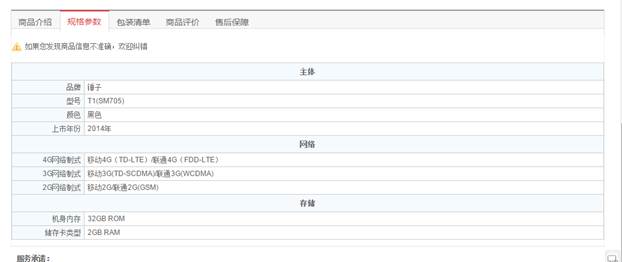 商品介绍 规格参数 包装清单 商品评价 售后保障
如果您发现商品信息不准确，欢迎纠错
主体
品牌 锤子
型号 T1(SM705)
颜色 黑色
上市年份 2014年
网络
4G网络制式 移动4G（TD-LTE）/联通4G（FDD-LTE）
3G网络制式 移动3G(TD-SCDMA)/联通3G(WCDMA)
2G网络制式 移动2G/联通2G(GSM)
存储
机身内存 32GB ROM
储存卡类型 2GB RAM
服务承诺：